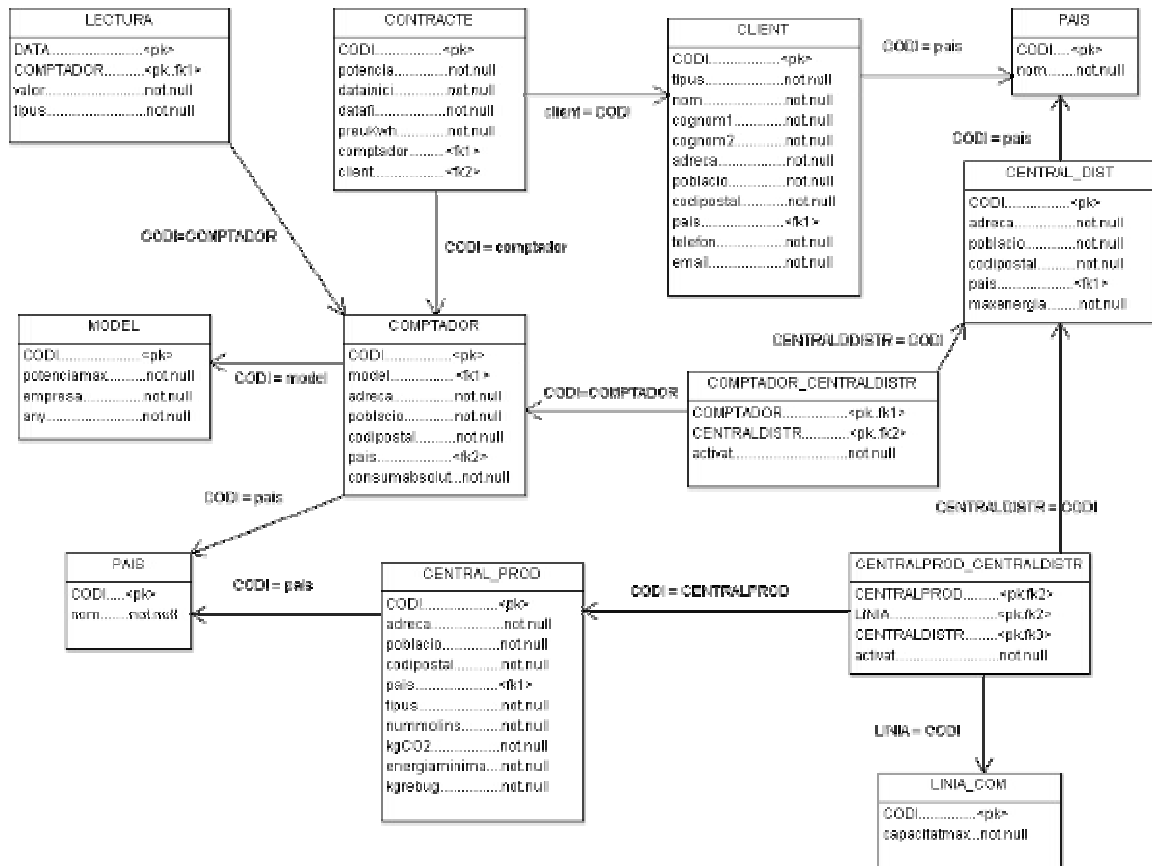 LECTURA
DATA....................<pk>
COMPTADOR..........<pk.fk1>
valor....................not.null
tipus....................not.null
CONTRACTE
CODI....................<pk>
potencia...............not.null
datainici...............not.null
datafi..................not.null
preuKwh..............not.null
comptador..........<fk1>
client...................<fk2>
client = CODI
CLIENT
CODI....................<pk>
tipus....................not.null
nom......................not.null
cognom1..............not.null
cognom2..............not.null
adreca.................not.null
poblacio...............not.null
codipostal............not.null
pais.....................<fk1>
telefon.................not.null
email...................not.null
CODI = pais
PAIS
CODI.....<pk>
nom.......not.null
CODI = pais
CENTRAL_DIST
CODI....................<pk>
adreca.................not.null
poblacio...............not.null
codipostal............not.null
pais.....................<fk1>
maxenergia..........not.null
CODI=COMPTADOR
CODI = comptador
MODEL
CODI....................<pk>
potenciamax.........not.null
empresa...............not.null
any......................not.null
CODI = model
COMPTADOR
CODI....................<pk>
model...................<fk1>
adreca.................not.null
poblacio...............not.null
codipostal............not.null
pais.....................<fk2>
consumabsolut...not.null
CODI=COMPTADOR
CENTRALDDISTR = CODI
COMPTADOR_CENTRALDISTR
COMPTADOR...............<pk.fk1>
CENTRALDISTR..........<pk.fk2>
activat.......................not.null
CODI = pais
CENTRALDISTR = CODI
PAIS
CODI.....<pk>
nom.......not.null
CODI = pais
CENTRAL_PROD
CODI....................<pk>
adreca.................not.null
poblacio...............not.null
codipostal............not.null
pais.....................<fk1>
tipus....................not.null
nummolins...........not.null
kgCO2.................not.null
energiaminima....not.null
kgrebug..............not.null
CODI = CENTRALPROD
CENTRALPROD_CENTRALDISTR
CENTRALPROD..........<pk.fk2>
LINIA.........................<pk.fk2>
CENTRALDISTR........<pk.fk3>
activat.......................not.null
LINIA = CODI
LINIA_COM
CODI....................<pk>
capacitatmax...not.null